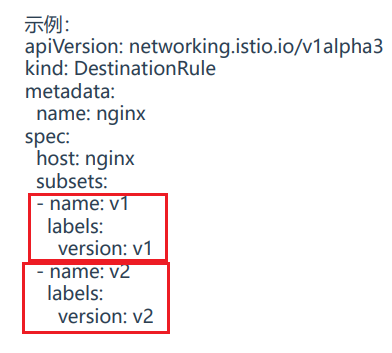 示例:
apiVersion: networking.istio.io/v1alpha3
kind: DestinationRule
metadata:
  name: nginx
spec:
  host: nginx
  subsets:
  - name: v1
    labels:
      version: v1
  - name: v2
    labels:
      version: v2